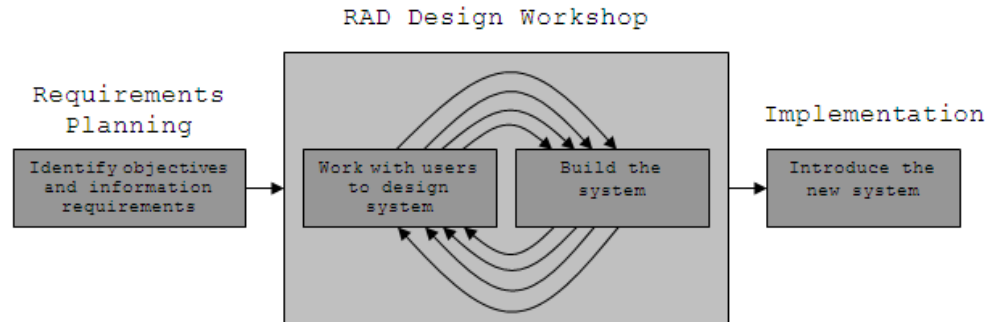 RAD Design Workshop
Requirements
Planning
Identify objectives
and information
requirements
Work with users
to design
system
Build the
system
Implementation
Introduce the
new system